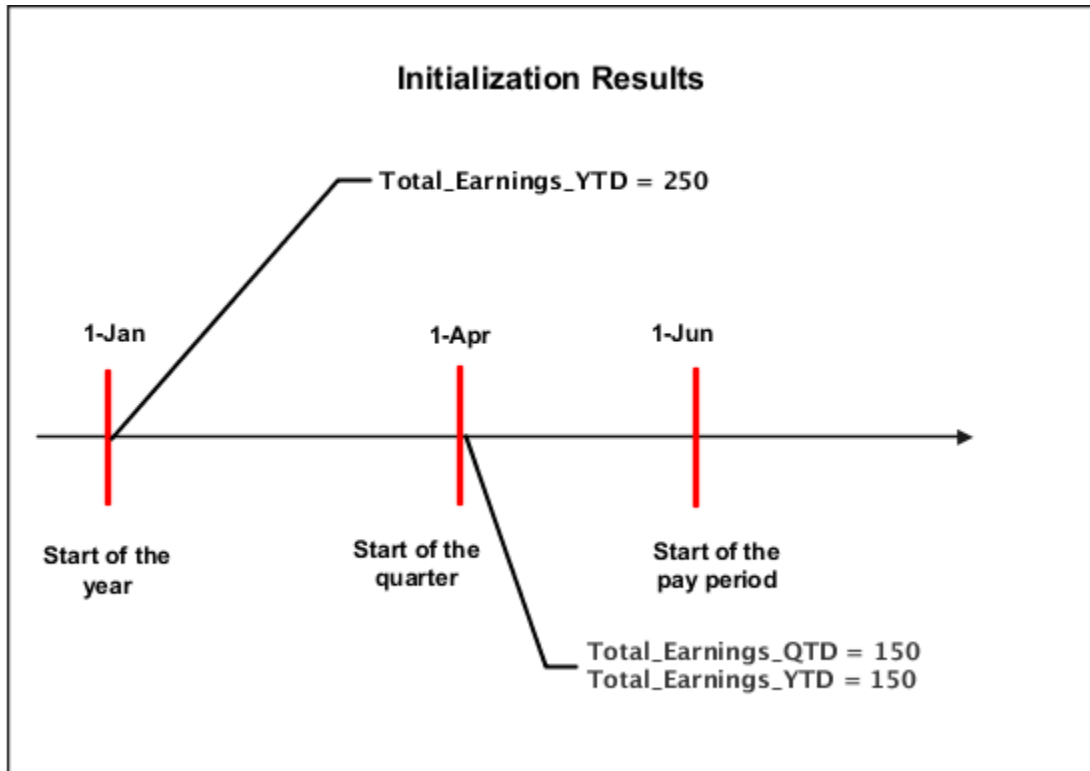 Initialization Results
Total_Earnings_YTD = 250
1-Jan
1-Apr
1-Jun
Start of the
year
Start of the
quarter
Start of the
pay period
Total_Earnings_QTD = 150
Total_Earnings_YTD = 150